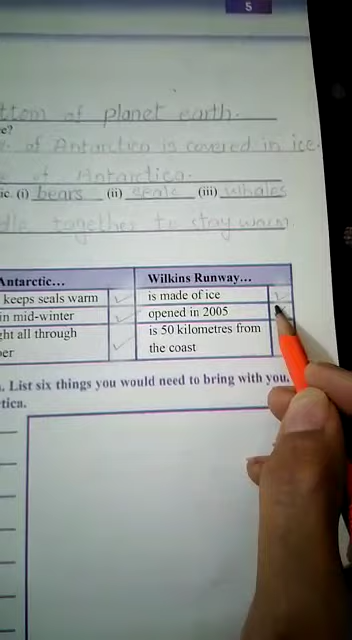 5
ttom of planet earth.
re?
e. of Antarctica is covered in ice.
e of Antarctica.
ic. (i) bears (ii) seals (iii) whales
dle together to stay warm
Antarctic... Wilkins Runway...
keeps seals warm ✓ is made of ice ✓
in mid-winter ✓ opened in 2005
ght all through ✓ is 50 kilometres from
er the coast
. List six things you would need to bring with you.
tica.